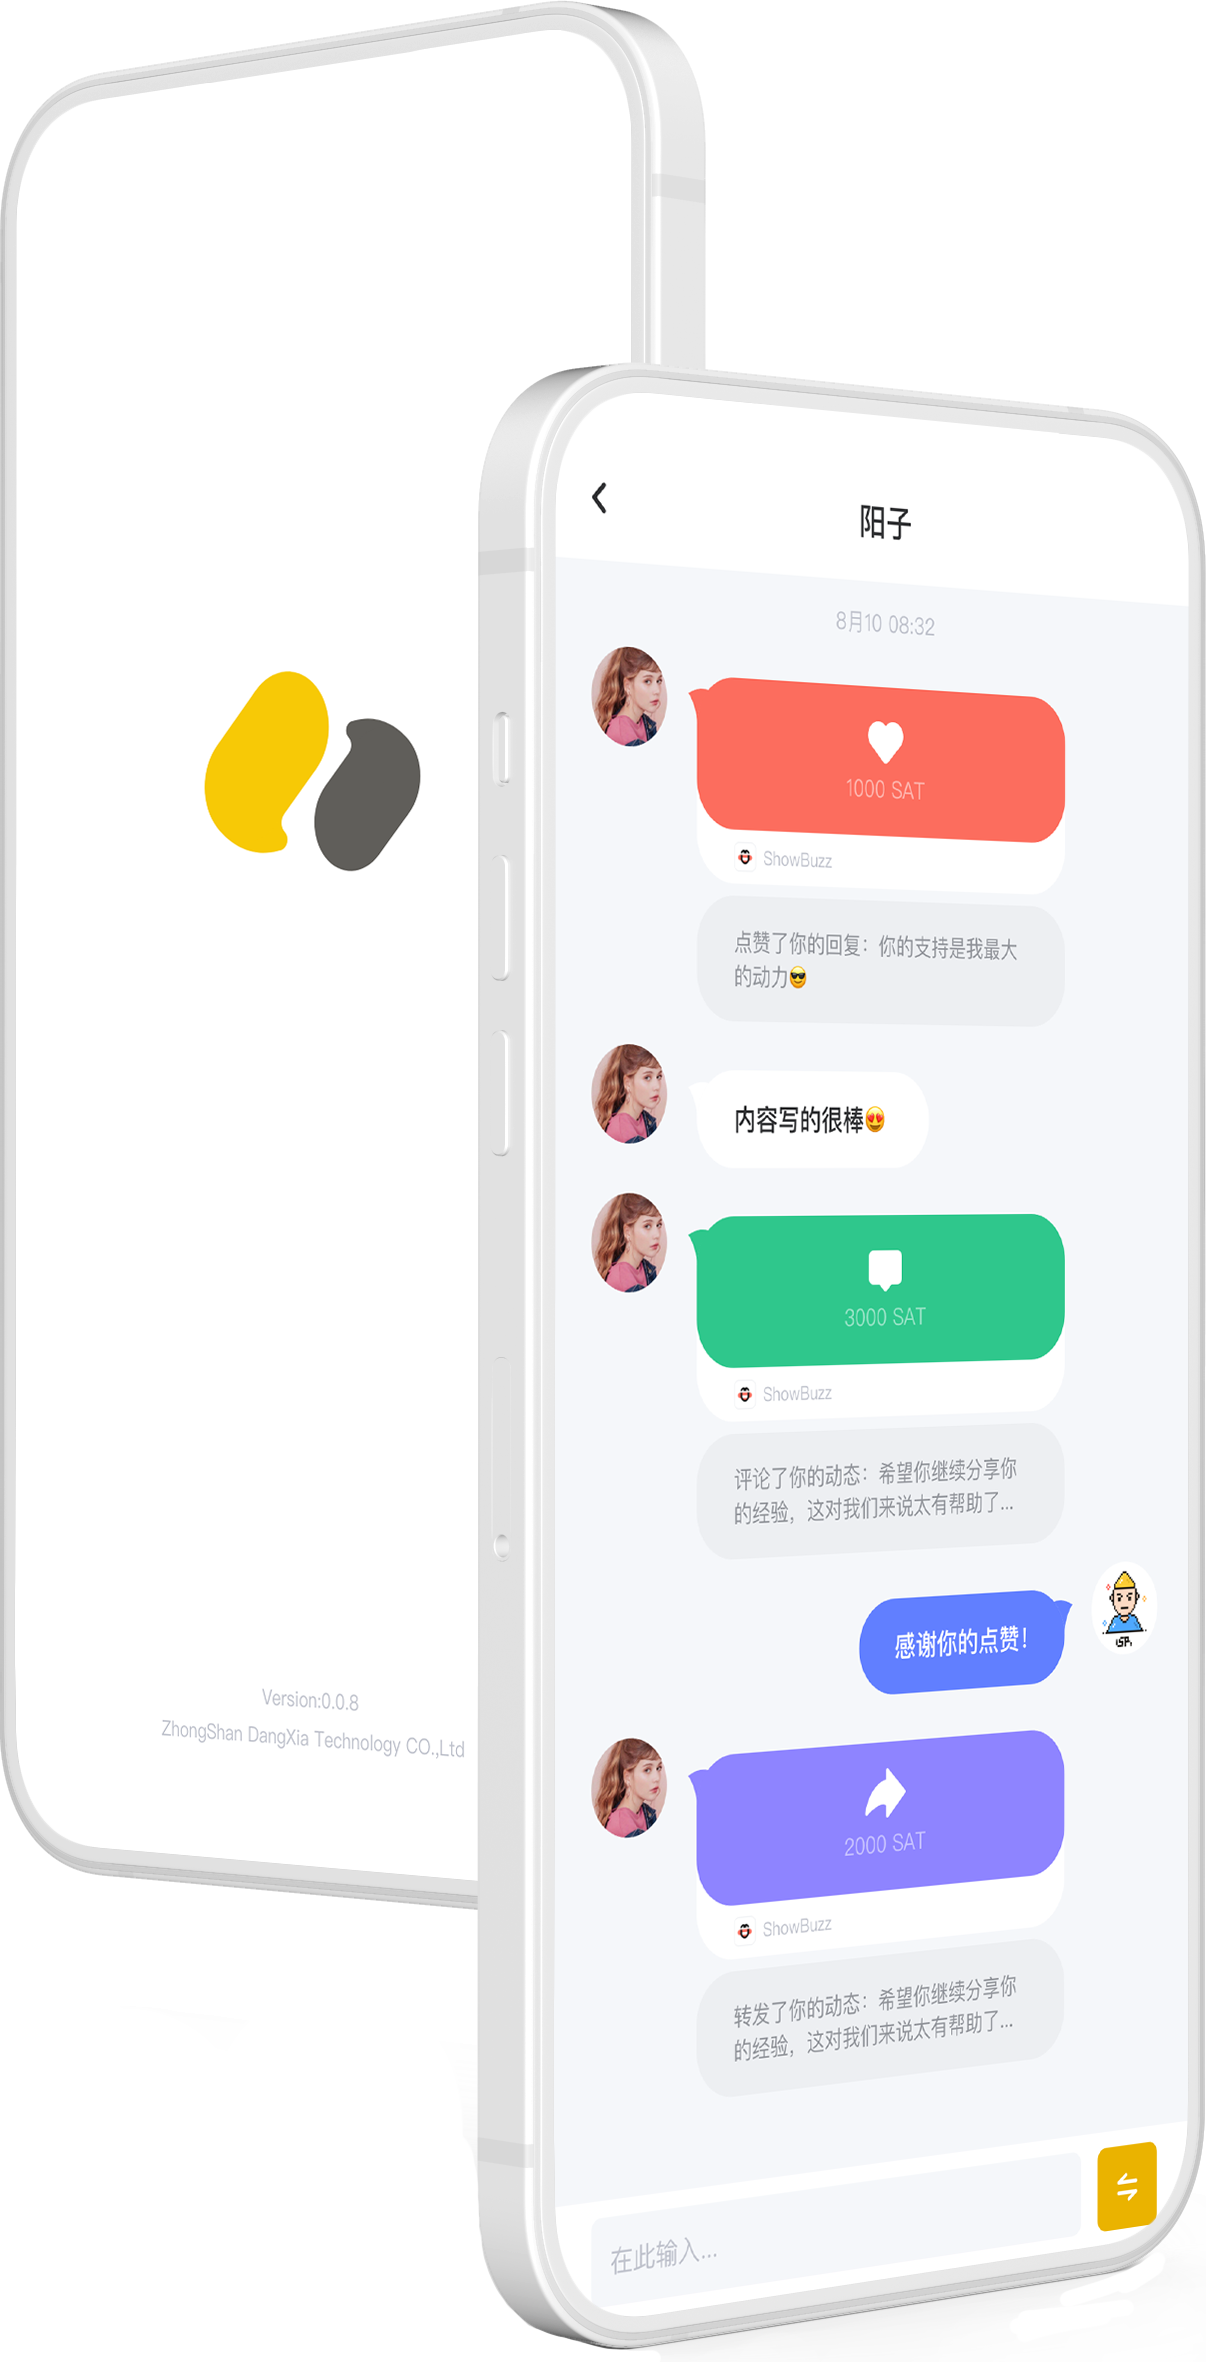 Version:0.0.8
ZhongShan DangXia Technology CO.,Ltd
阳子
8月10 08:32
1000 SAT
ShowBuzz
点赞了你的回复：你的支持是我最大
的动力😎
内容写的很棒😍
3000 SAT
ShowBuzz
评论了你的动态：希望你继续分享你
的经验，这对我们来说太有帮助了...
感谢你的点赞！
ISPI
2000 SAT
ShowBuzz
转发了你的动态：希望你继续分享你
的经验，这对我们来说太有帮助了...
在此输入...